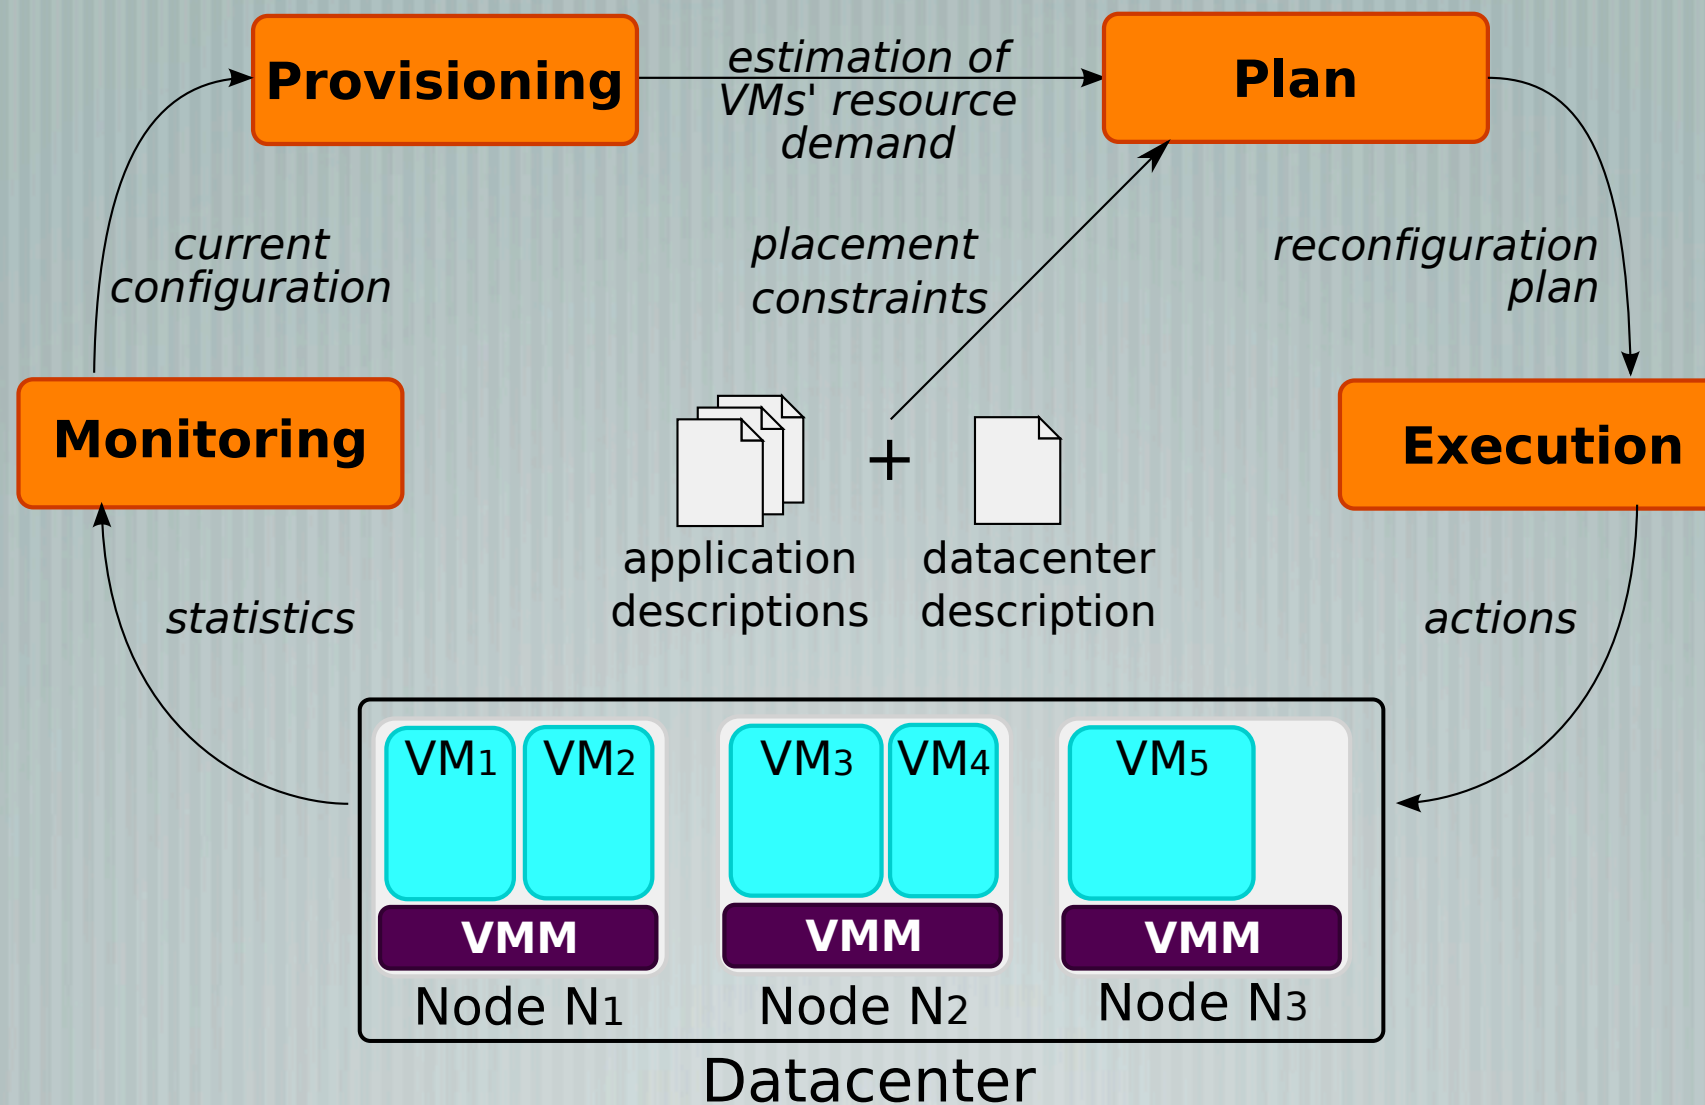 Provisioning
estimation of
VMs' resource
demand
Plan
current
configuration
placement
constraints
reconfiguration
plan
Monitoring
+
Execution
application
descriptions
datacenter
description
statistics
actions
VM1
VM2
VM3
VM4
VM5
VMM
VMM
VMM
Node N1
Node N2
Node N3
Datacenter